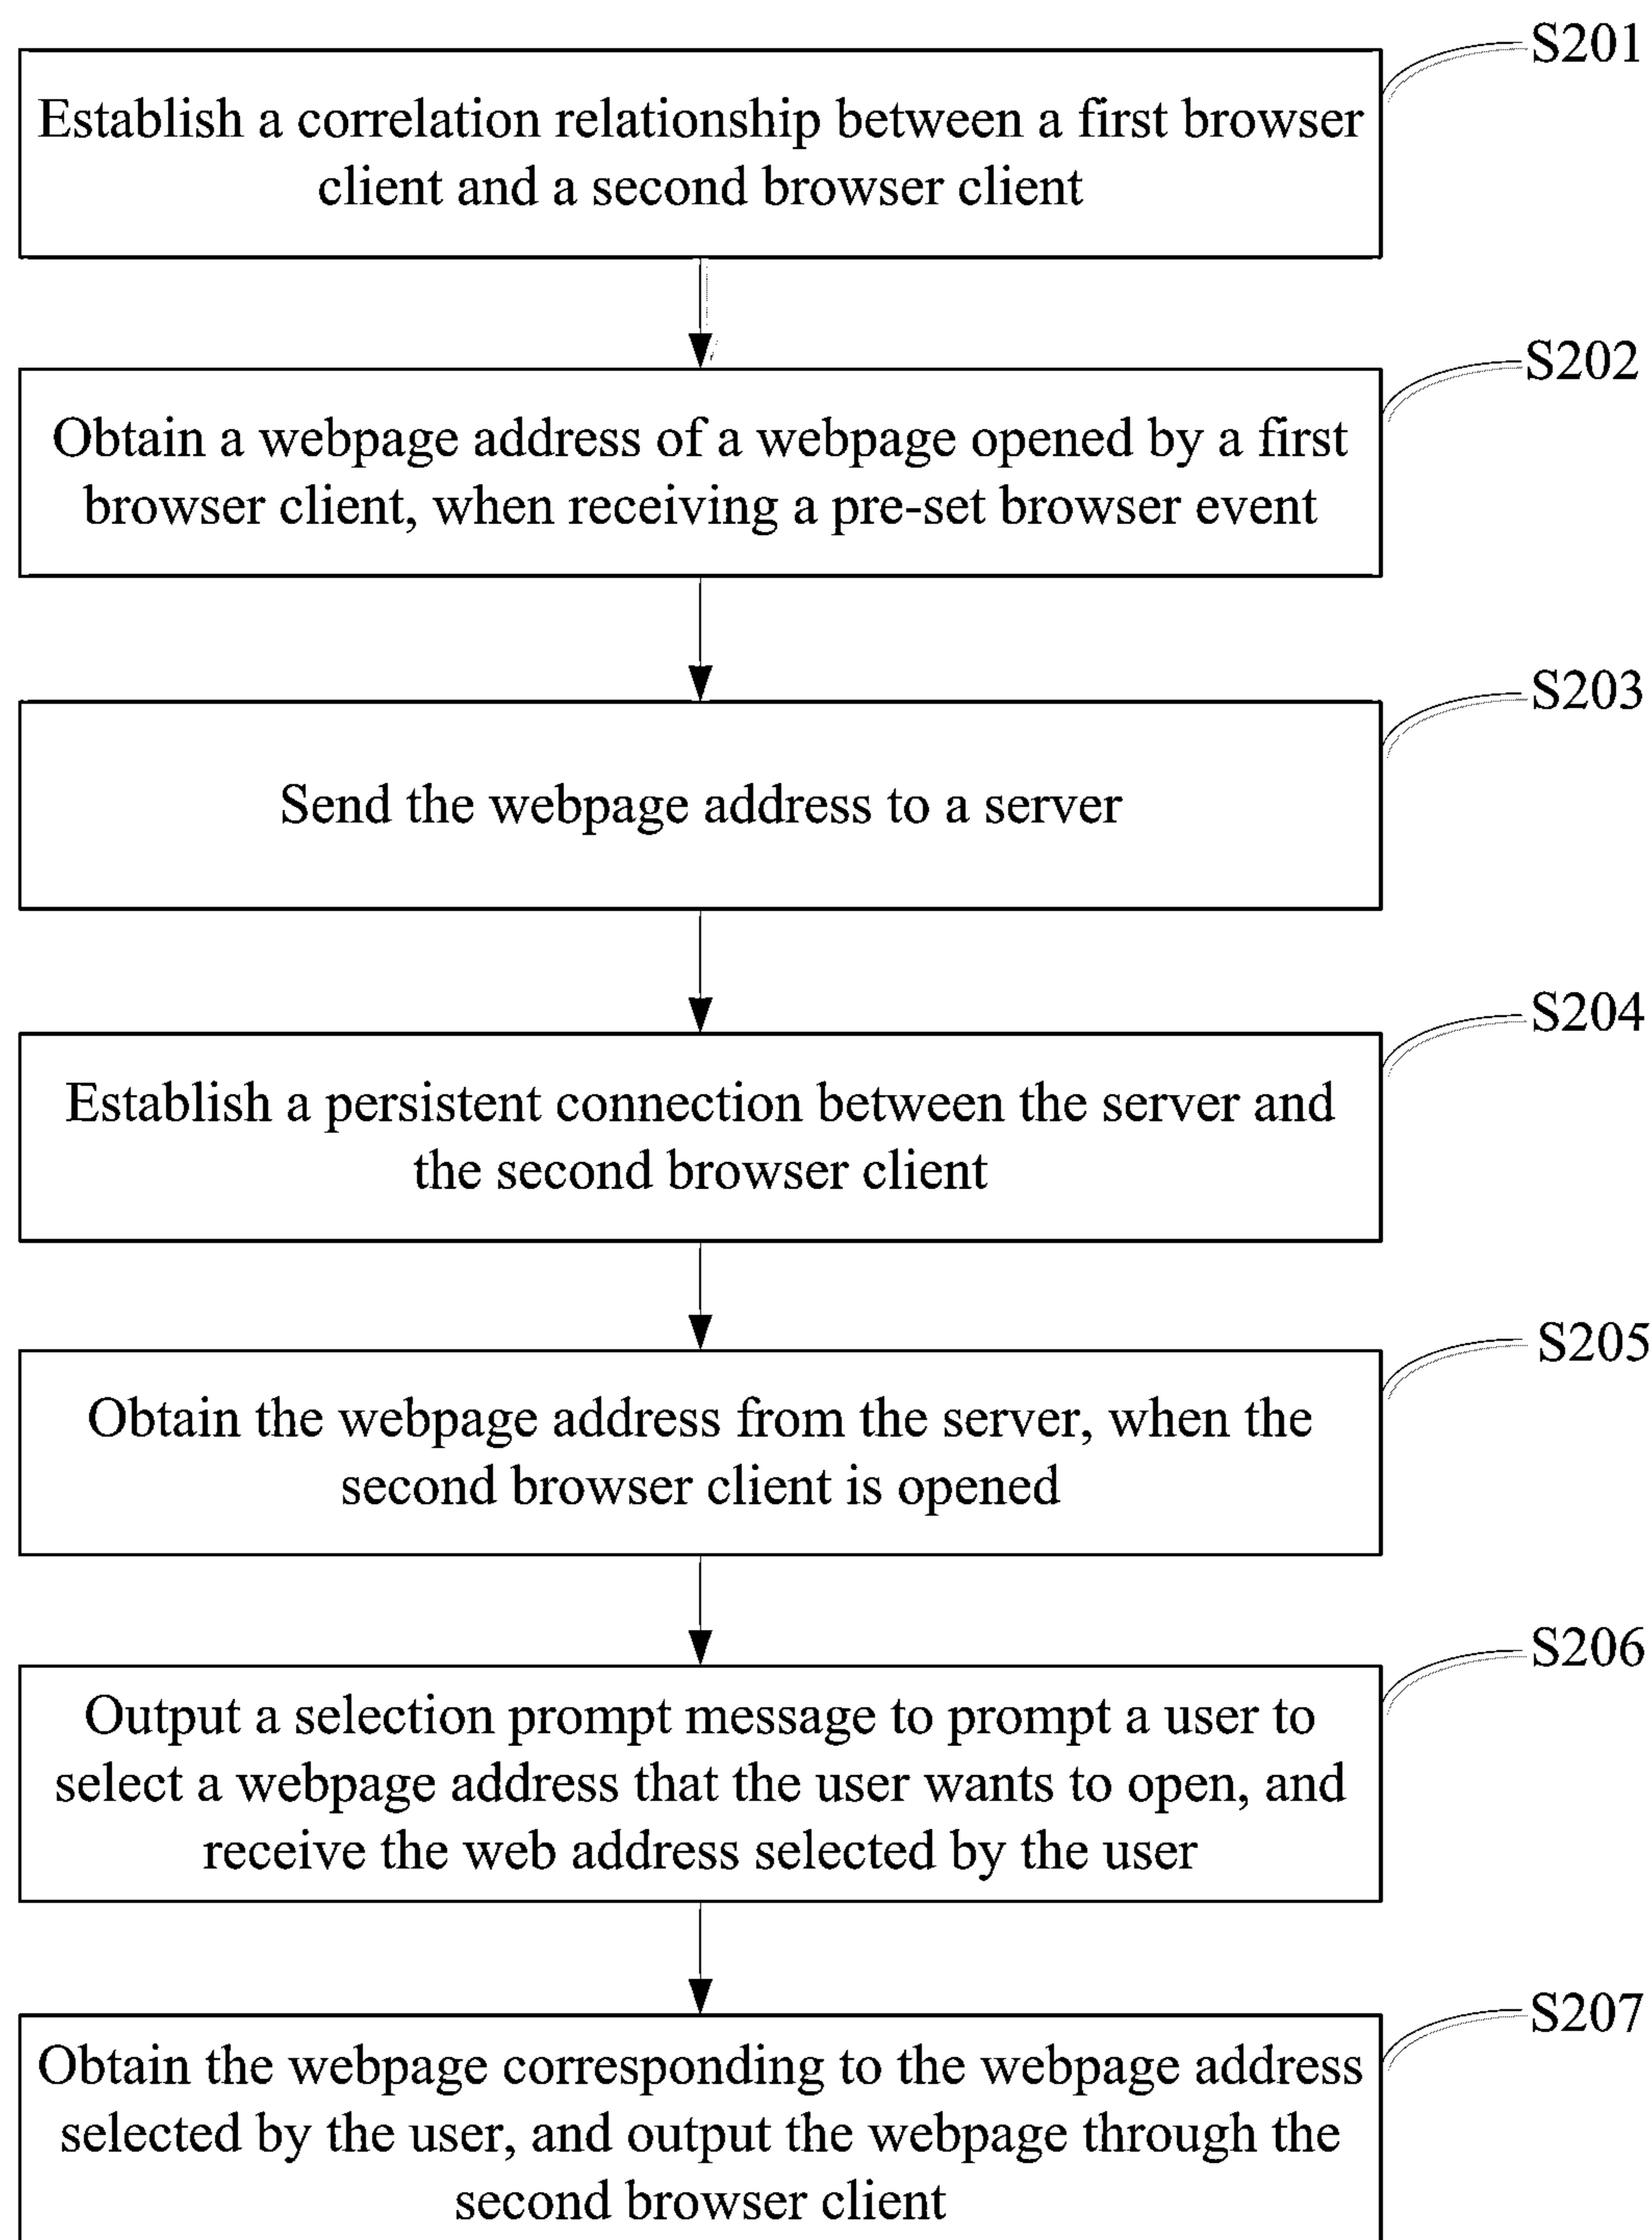 S201
Establish a correlation relationship between a first browser
client and a second browser client
S202
Obtain a webpage address of a webpage opened by a first
browser client, when receiving a pre-set browser event
S203
Send the webpage address to a server
S204
Establish a persistent connection between the server and
the second browser client
S205
Obtain the webpage address from the server, when the
second browser client is opened
S206
Output a selection prompt message to prompt a user to
select a webpage address that the user wants to open, and
receive the web address selected by the user
S207
Obtain the webpage corresponding to the webpage address
selected by the user, and output the webpage through the
second browser client